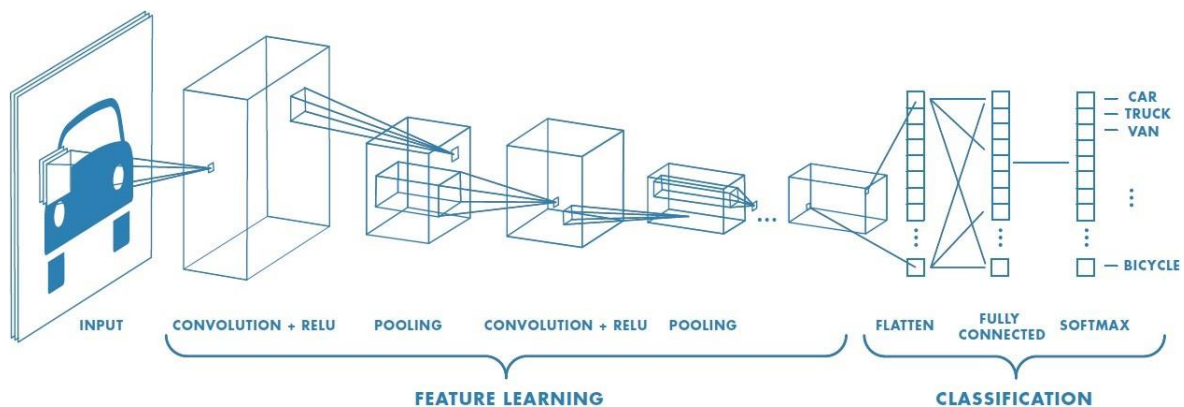 CAR
TRUCK
VAN
BICYCLE
INPUT
CONVOLUTION + RELU
POOLING
CONVOLUTION + RELU
POOLING
FLATTEN
FULLY
CONNECTED
SOFTMAX
FEATURE LEARNING
CLASSIFICATION